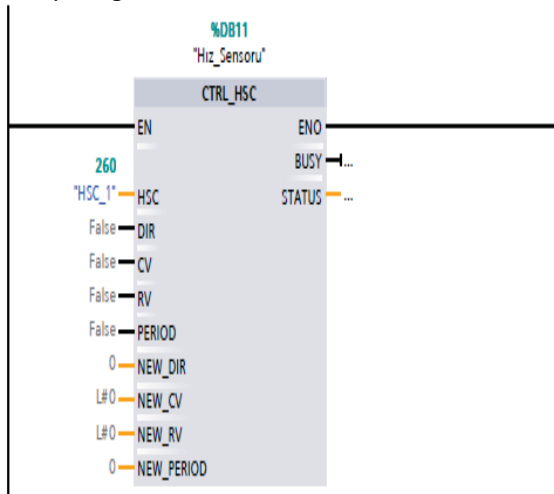 %DB11
"Hız_Sensoru"
CTRL_HSC
EN ENO
260 BUSY ...
"HSC_1" HSC STATUS ...
False DIR
False CV
False RV
False PERIOD
0 NEW_DIR
L#0 NEW_CV
L#0 NEW_RV
0 NEW_PERIOD